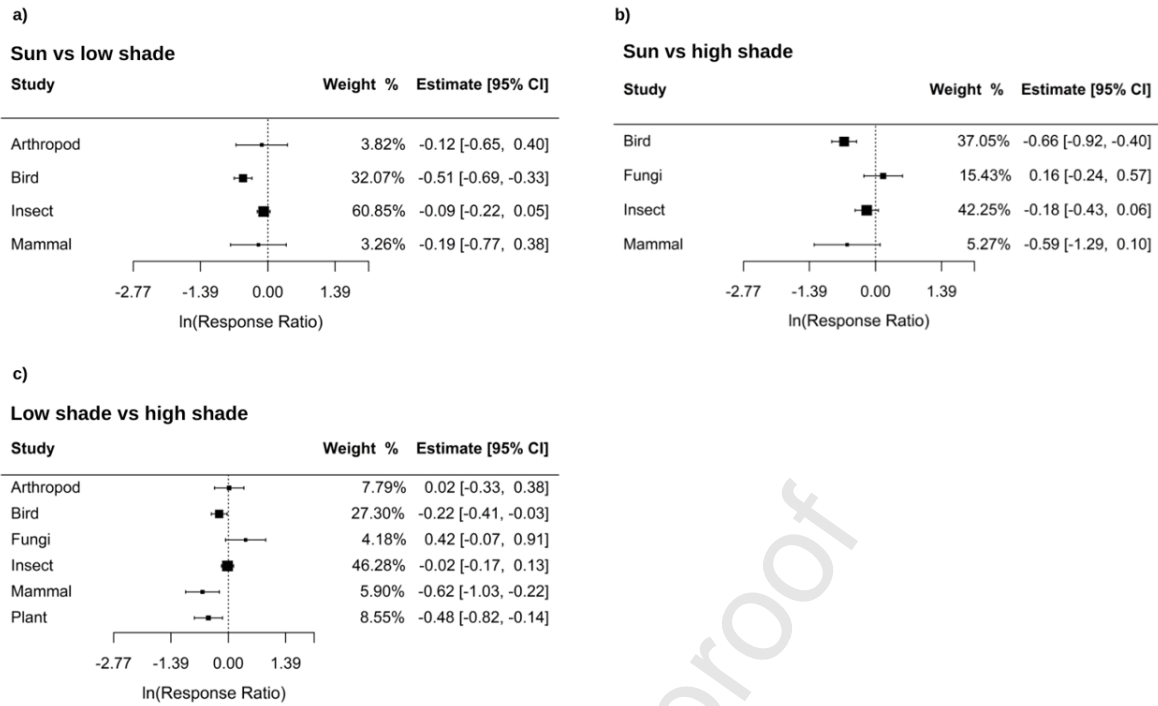 a)
Sun vs low shade
Study Weight % Estimate [95% CI]
Arthropod 3.82% -0.12 [-0.65, 0.40]
Bird 32.07% -0.51 [-0.69, -0.33]
Insect 60.85% -0.09 [-0.22, 0.05]
Mammal 3.26% -0.19 [-0.77, 0.38]
-2.77 -1.39 0.00 1.39
ln(Response Ratio)
b)
Sun vs high shade
Study Weight % Estimate [95% CI]
Bird 37.05% -0.66 [-0.92, -0.40]
Fungi 15.43% 0.16 [-0.24, 0.57]
Insect 42.25% -0.18 [-0.43, 0.06]
Mammal 5.27% -0.59 [-1.29, 0.10]
-2.77 -1.39 0.00 1.39
ln(Response Ratio)
c)
Low shade vs high shade
Study Weight % Estimate [95% CI]
Arthropod 7.79% 0.02 [-0.33, 0.38]
Bird 27.30% -0.22 [-0.41, -0.03]
Fungi 4.18% 0.42 [-0.07, 0.91]
Insect 46.28% -0.02 [-0.17, 0.13]
Mammal 5.90% -0.62 [-1.03, -0.22]
Plant 8.55% -0.48 [-0.82, -0.14]
-2.77 -1.39 0.00 1.39
ln(Response Ratio)
proof